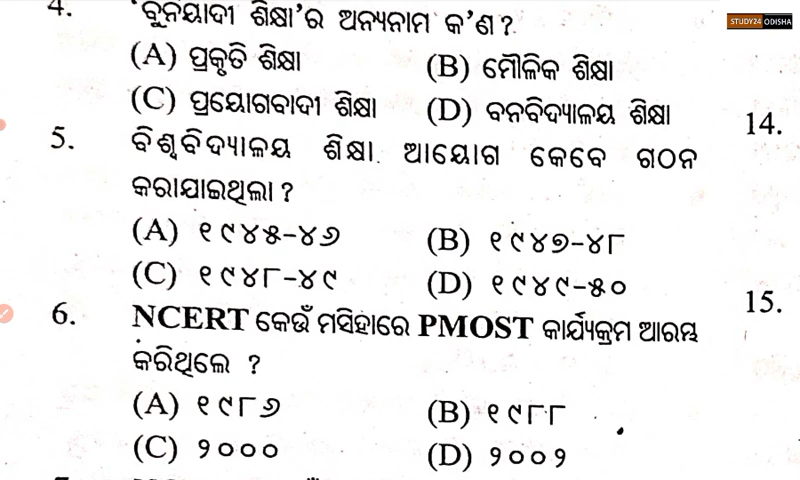 STUDY24 ODISHA
4. 'ବୁନିୟାଦୀ ଶିକ୍ଷା'ର ଅନ୍ୟନାମ କ'ଣ ?
(A) ପ୍ରକୃତି ଶିକ୍ଷା (B) ମୌଳିକ ଶିକ୍ଷା
(C) ପ୍ରୟୋଗବାଦୀ ଶିକ୍ଷା (D) ବନବିଦ୍ୟାଳୟ ଶିକ୍ଷା
14.
5. ବିଶ୍ୱବିଦ୍ୟାଳୟ ଶିକ୍ଷା ଆୟୋଗ କେବେ ଗଠନ
କରାଯାଇଥିଲା ?
(A) ୧୯୪୫-୪୬ (B) ୧୯୪୭-୪୮
(C) ୧୯୪୮-୪୯ (D) ୧୯୪୯-୫୦
15.
6. NCERT କେଉଁ ମସିହାରେ PMOST କାର୍ଯ୍ୟକ୍ରମ ଆରମ୍ଭ
କରିଥିଲେ ?
(A) ୧୯୮୬ (B) ୧୯୮୮
(C) ୨୦୦୦ (D) ୨୦୦୨